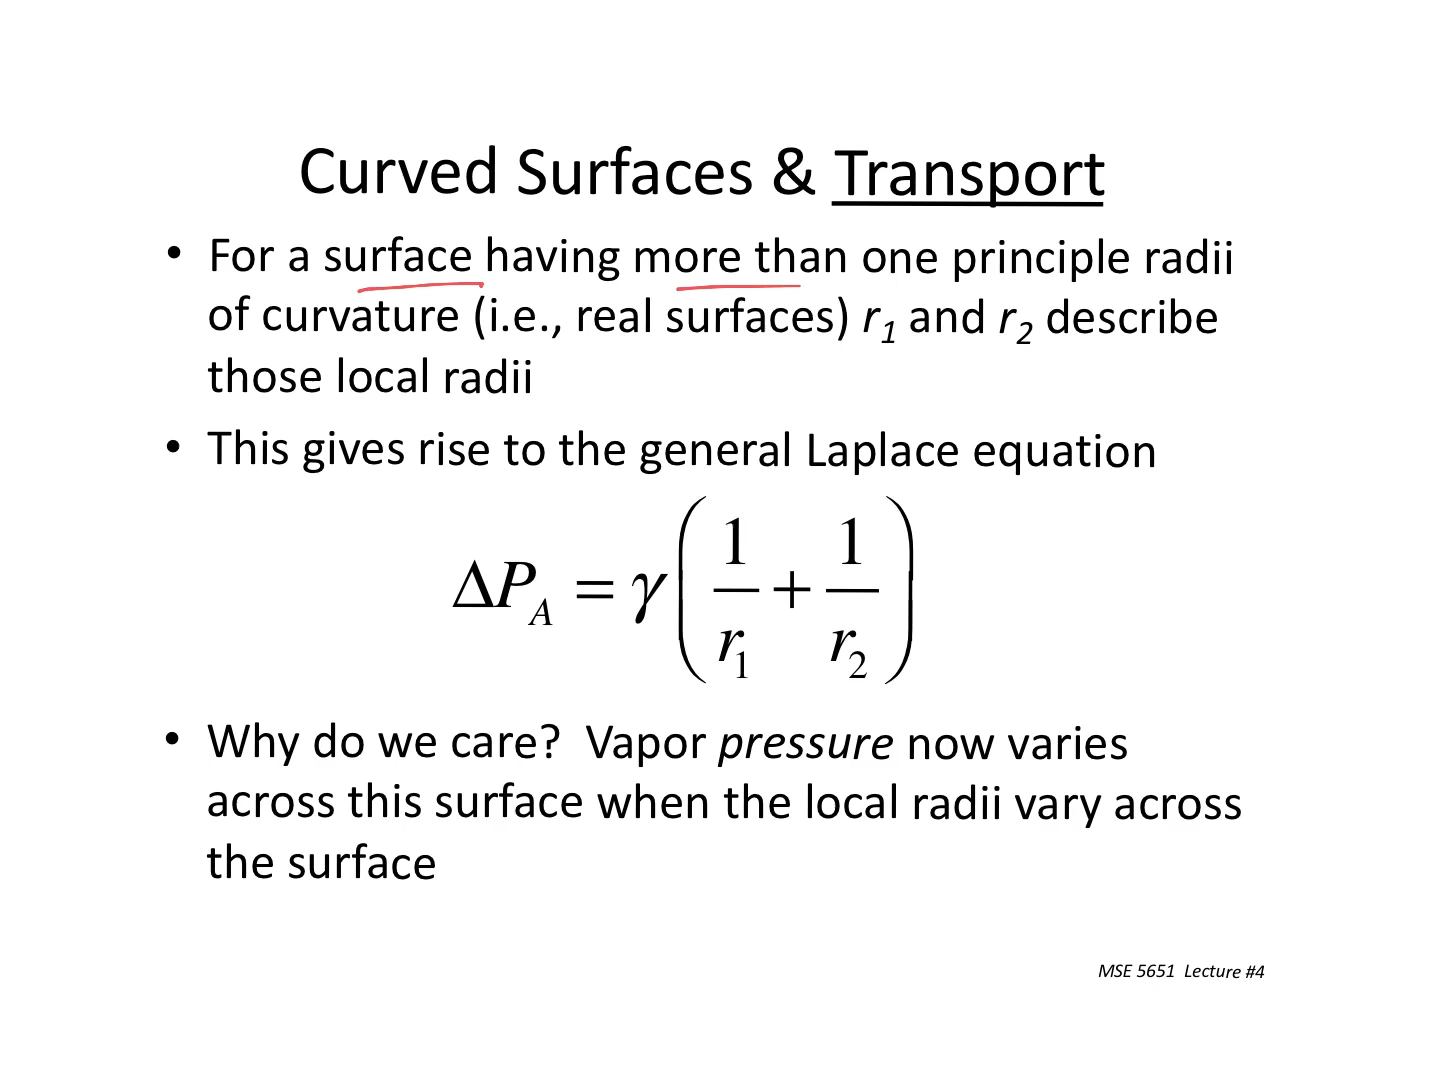 Curved Surfaces & Transport
• For a surface having more than one principle radii
of curvature (i.e., real surfaces) r₁ and r₂ describe
those local radii
• This gives rise to the general Laplace equation
ΔP_A = γ(1/r₁ + 1/r₂)
• Why do we care?  Vapor pressure now varies
across this surface when the local radii vary across
the surface
MSE 5651  Lecture #4